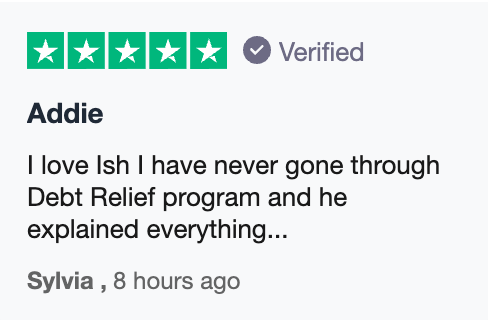 Verified
Addie
I love Ish I have never gone through
Debt Relief program and he
explained everything...
Sylvia , 8 hours ago